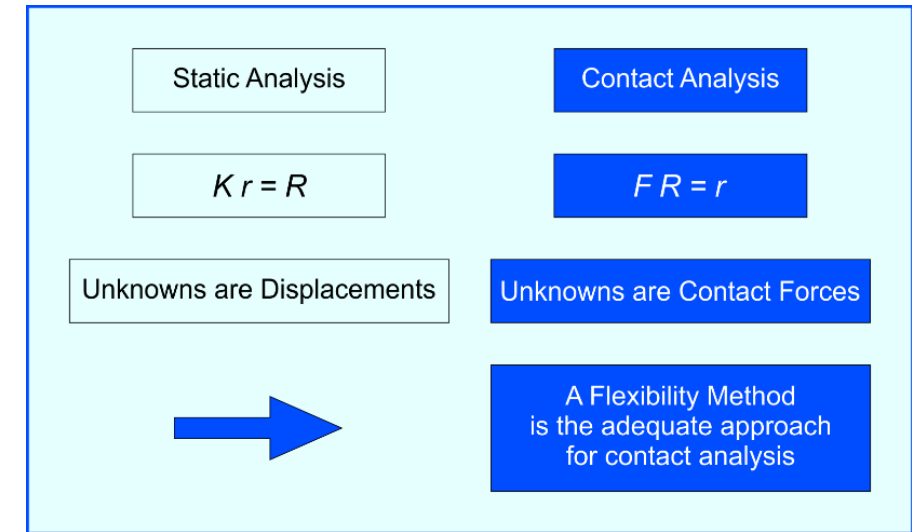 Static Analysis
Contact Analysis
K r = R
F R = r
Unknowns are Displacements
Unknowns are Contact Forces
A Flexibility Method
is the adequate approach
for contact analysis